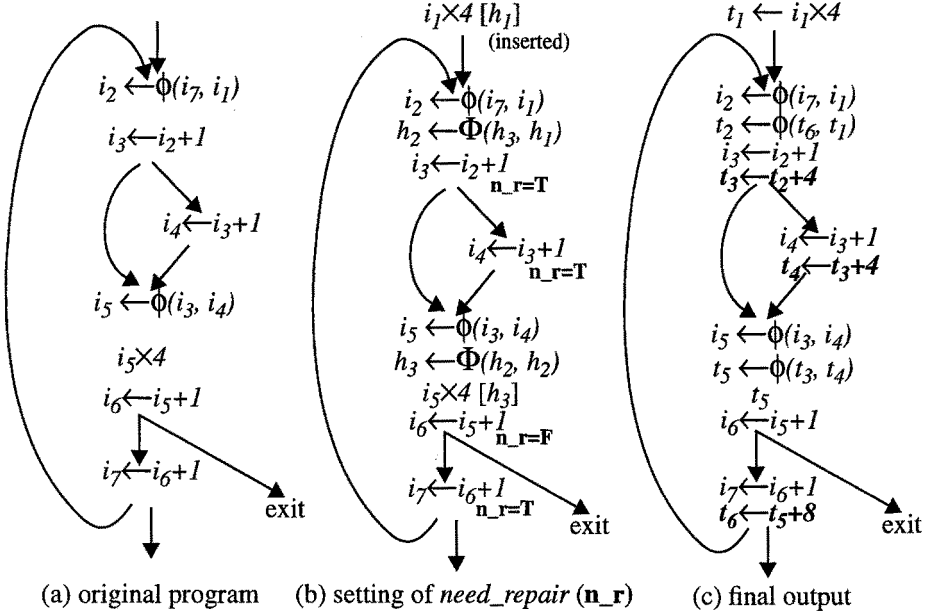 i2 ←ϕ(i7, i1)
i3←i2+1
i4←i3+1
i5 ←ϕ(i3, i4)
i5×4
i6←i5+1
i7←i6+1
exit
(a) original program
i1×4 [h1]
(inserted)
i2 ←ϕ(i7, i1)
h2 ←Φ(h3, h1)
i3←i2+1
n_r=T
i4←i3+1
n_r=T
i5 ←ϕ(i3, i4)
h3 ←Φ(h2, h2)
i5×4 [h3]
i6←i5+1
n_r=F
i7←i6+1
n_r=T
exit
(b) setting of need_repair (n_r)
t1 ← i1×4
i2 ←ϕ(i7, i1)
t2 ←ϕ(t6, t1)
i3←i2+1
t3←t2+4
i4←i3+1
t4←t3+4
i5 ←ϕ(i3, i4)
t5 ←ϕ(t3, t4)
t5
i6←i5+1
i7←i6+1
t6←t5+8
exit
(c) final output